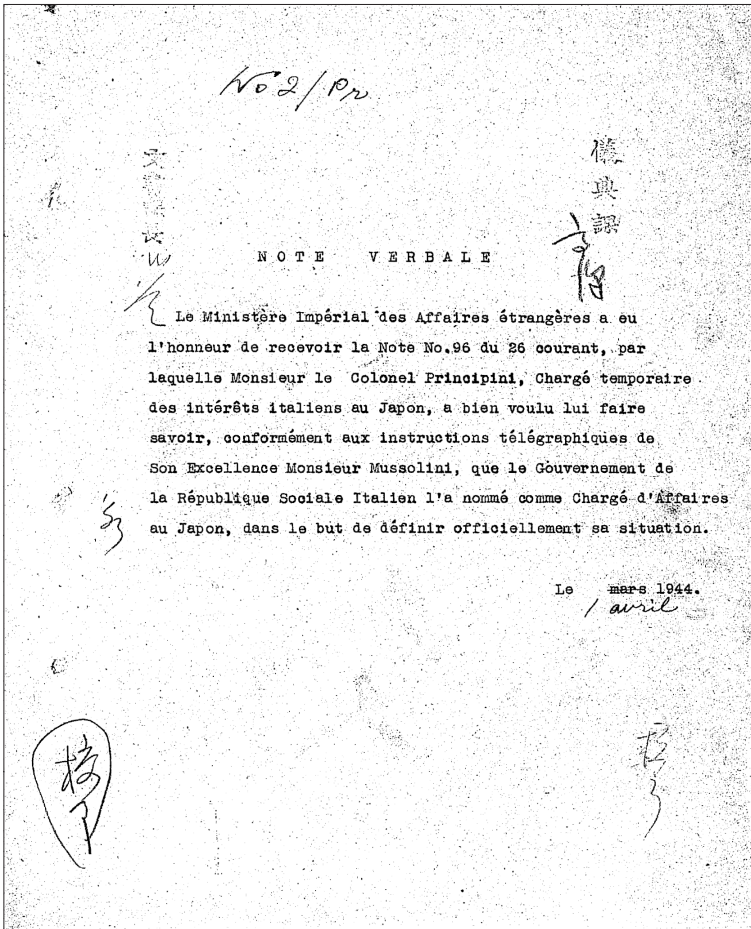 No 2/Pr
儀典課
NOTE VERBALE
Le Ministère Impérial des Affaires étrangères a eu
l'honneur de recevoir la Note No.96 du 26 courant, par
laquelle Monsieur le Colonel Principini, Chargé temporaire
des intérêts italiens au Japon, a bien voulu lui faire
savoir, conformément aux instructions télégraphiques de
Son Excellence Monsieur Mussolini, que le Gouvernement de
la République Sociale Italien l'a nommé comme Chargé d'Affaires
au Japon, dans le but de définir officiellement sa situation.
Le mars 1944.
1 avril
校了